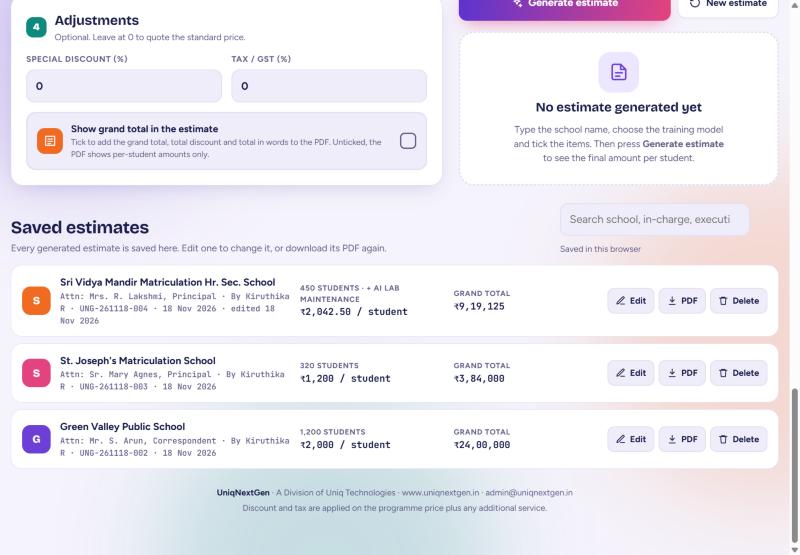 4 Adjustments
Optional. Leave at 0 to quote the standard price.
SPECIAL DISCOUNT (%)
TAX / GST (%)
0
0
Show grand total in the estimate
Tick to add the grand total, total discount and total in words to the PDF. Unticked, the
PDF shows per-student amounts only.
Generate estimate
New estimate
No estimate generated yet
Type the school name, choose the training model
and tick the items. Then press Generate estimate
to see the final amount per student.
Saved estimates
Every generated estimate is saved here. Edit one to change it, or download its PDF again.
Search school, in-charge, executi
Saved in this browser
S
Sri Vidya Mandir Matriculation Hr. Sec. School
Attn: Mrs. R. Lakshmi, Principal · By Kiruthika
R · UNG-261118-004 · 18 Nov 2026 · edited 18
Nov 2026
450 STUDENTS · + AI LAB
MAINTENANCE
₹2,042.50 / student
GRAND TOTAL
₹9,19,125
Edit
PDF
Delete
S
St. Joseph's Matriculation School
Attn: Sr. Mary Agnes, Principal · By Kiruthika
R · UNG-261118-003 · 18 Nov 2026
320 STUDENTS
₹1,200 / student
GRAND TOTAL
₹3,84,000
Edit
PDF
Delete
G
Green Valley Public School
Attn: Mr. S. Arun, Correspondent · By Kiruthika
R · UNG-261118-002 · 18 Nov 2026
1,200 STUDENTS
₹2,000 / student
GRAND TOTAL
₹24,00,000
Edit
PDF
Delete
UniqNextGen · A Division of Uniq Technologies · www.uniqnextgen.in · admin@uniqnextgen.in
Discount and tax are applied on the programme price plus any additional service.